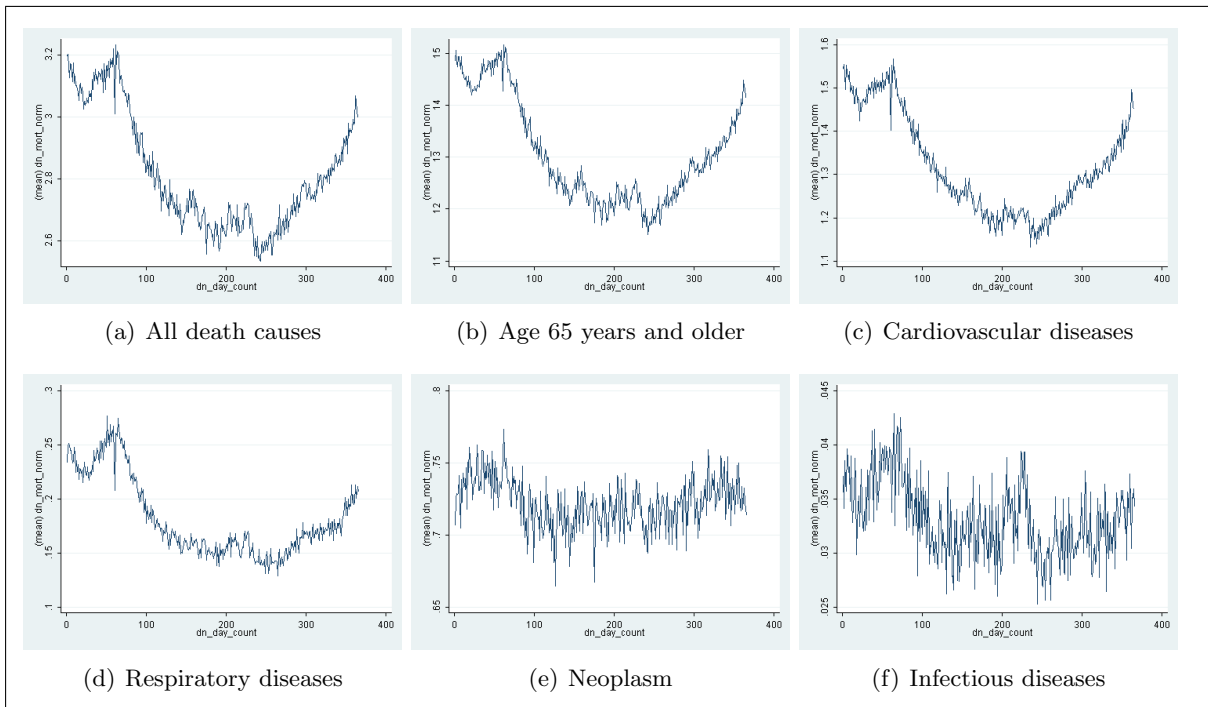 3.2
3
2.8
2.6
(mean) dn_mort_norm
0 100 200 300 400
dn_day_count
(a) All death causes
15
14
13
12
11
(mean) dn_mort_norm
0 100 200 300 400
dn_day_count
(b) Age 65 years and older
1.6
1.5
1.4
1.3
1.2
1.1
(mean) dn_mort_norm
0 100 200 300 400
dn_day_count
(c) Cardiovascular diseases
.3
.25
.2
.15
.1
(mean) dn_mort_norm
0 100 200 300 400
dn_day_count
(d) Respiratory diseases
.8
.75
.7
.65
(mean) dn_mort_norm
0 100 200 300 400
dn_day_count
(e) Neoplasm
.045
.04
.035
.03
.025
(mean) dn_mort_norm
0 100 200 300 400
dn_day_count
(f) Infectious diseases